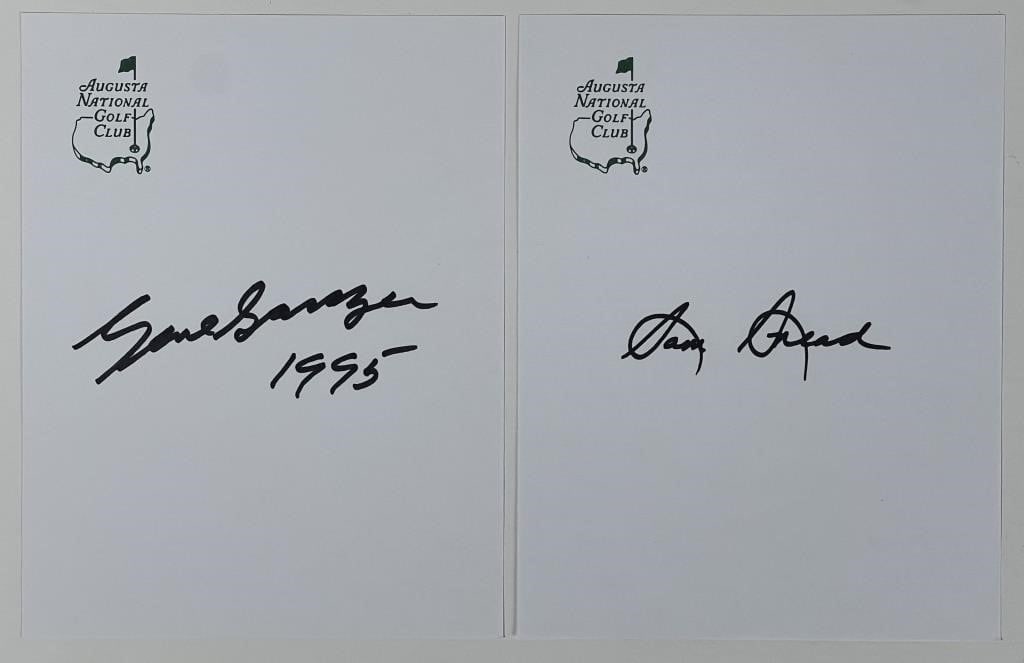 AUGUSTA
NATIONAL
GOLF
CLUB
®
Gene Sarazen
1995
AUGUSTA
NATIONAL
GOLF
CLUB
®
Sam Snead